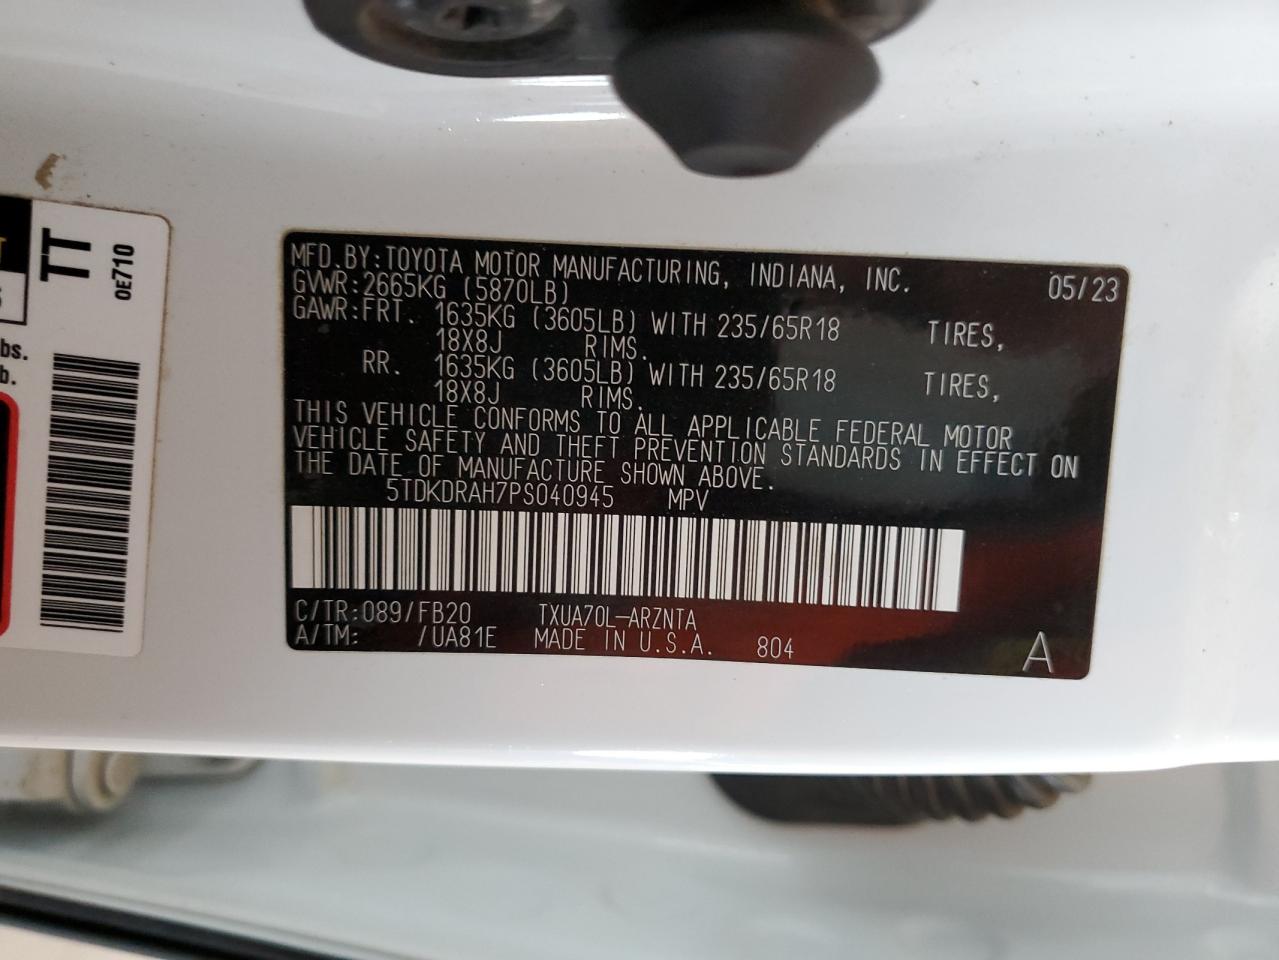 TT
0E710
bs.
b.
MFD.BY:TOYOTA MOTOR MANUFACTURING, INDIANA, INC. 05/23
GVWR:2665KG (5870LB)
GAWR:FRT. 1635KG (3605LB) WITH 235/65R18 TIRES,
18X8J RIMS.
RR. 1635KG (3605LB) WITH 235/65R18 TIRES,
18X8J RIMS.
THIS VEHICLE CONFORMS TO ALL APPLICABLE FEDERAL MOTOR
VEHICLE SAFETY AND THEFT PREVENTION STANDARDS IN EFFECT ON
THE DATE OF MANUFACTURE SHOWN ABOVE.
5TDKDRAH7PS040945 MPV
C/TR:089/FB20 TXUA70L-ARZNTA
A/TM: /UA81E MADE IN U.S.A. 804 A